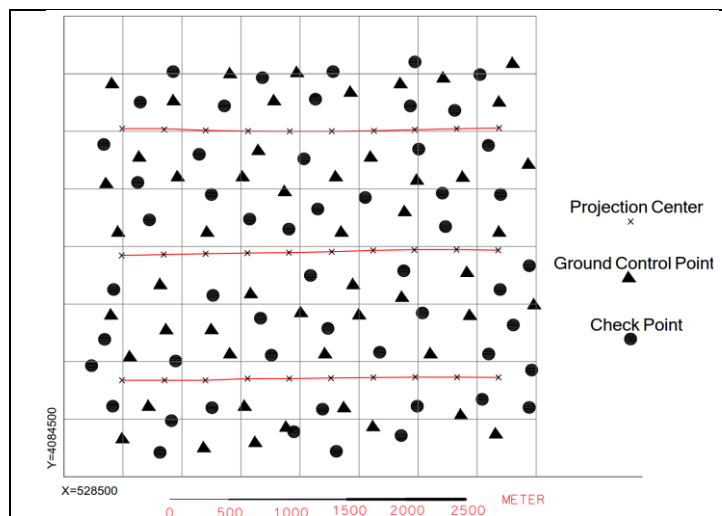 Projection Center
Ground Control Point
Check Point
Y=4084500
X=528500
METER
0 500 1000 1500 2000 2500